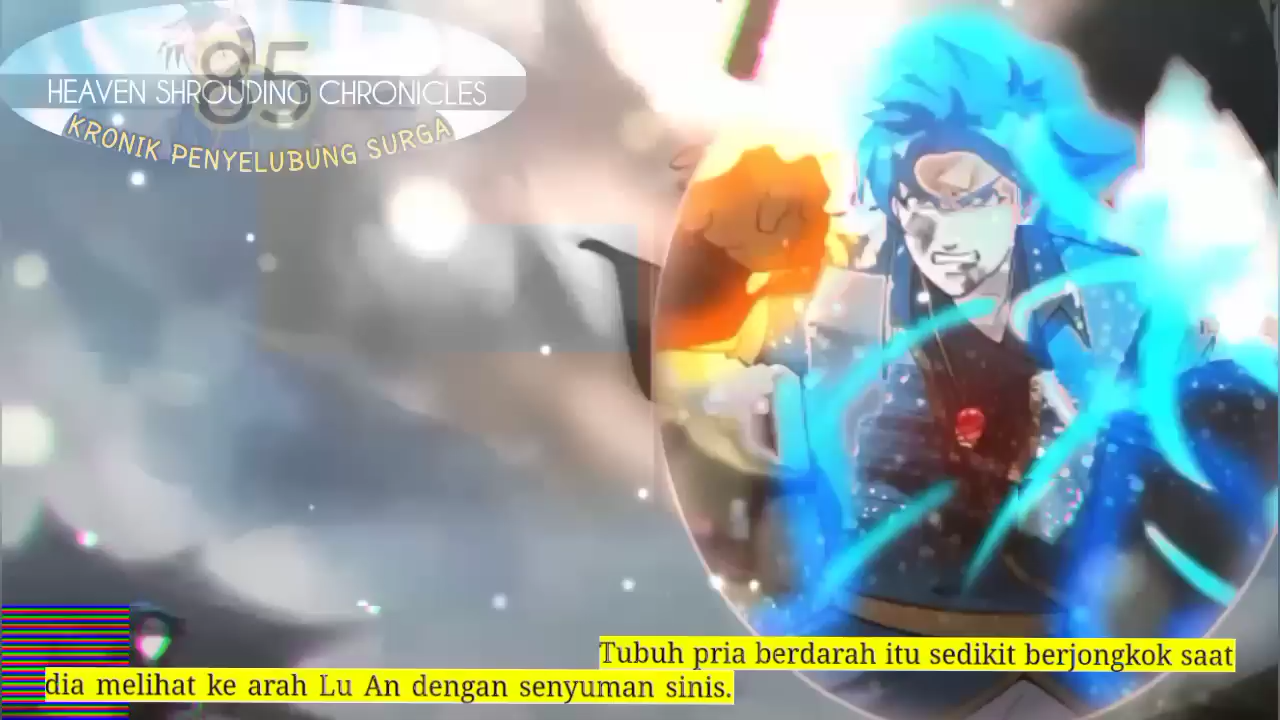 85
HEAVEN SHROUDING CHRONICLES
KRONIK PENYELUBUNG SURGA
Tubuh pria berdarah itu sedikit berjongkok saat
dia melihat ke arah Lu An dengan senyuman sinis.